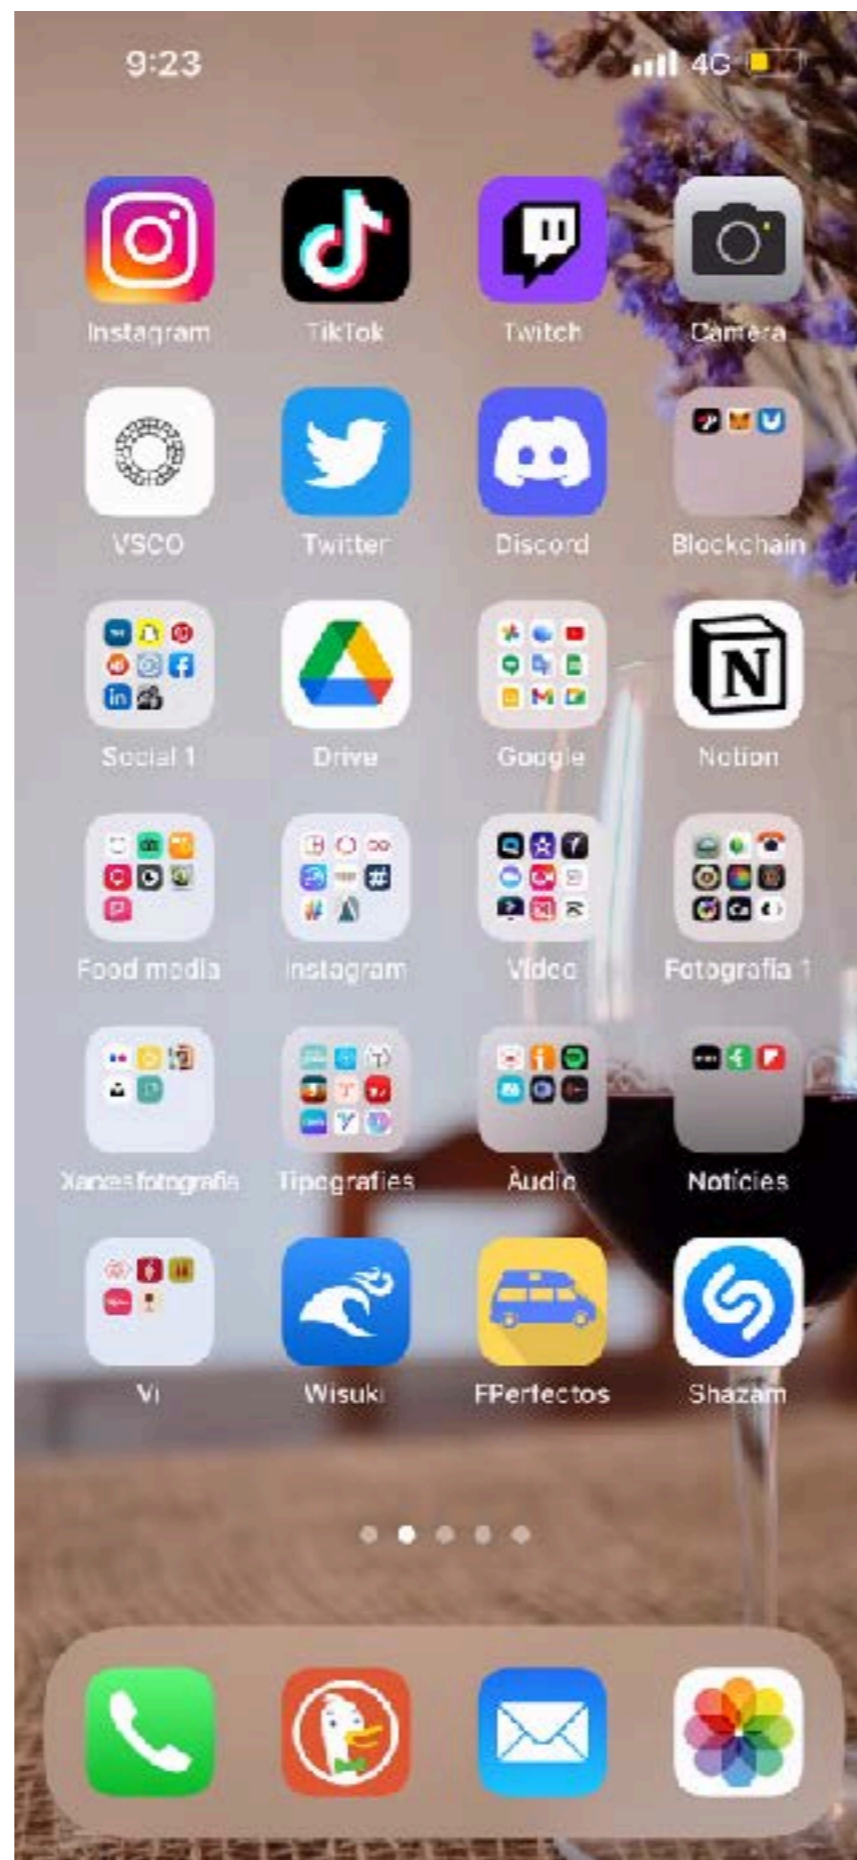 9:23 4G
Instagram TikTok Twitch Camera
VSCO Twitter Discord Blockchain
Social 1 Drive Google Notion
Food media Instagram Vídeo Fotografia 1
Xarxes fotografia Tipografies Àudio Notícies
Vi Wisuki FPerfectos Shazam